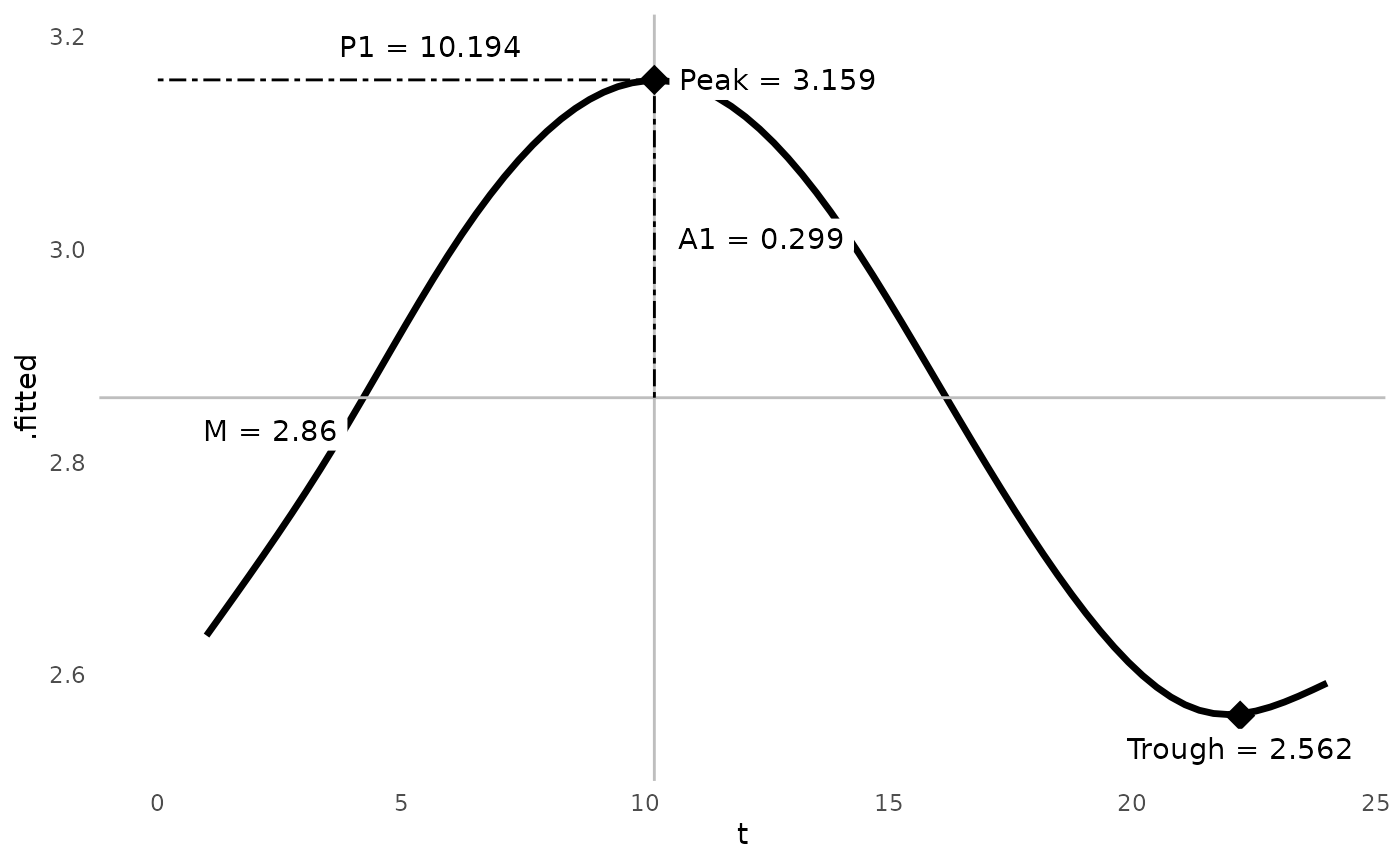 3.2
P1 = 10.194
Peak = 3.159
3.0
A1 = 0.299
.fitted
M = 2.86
2.8
2.6
Trough = 2.562
0 5 10 15 20 25
t